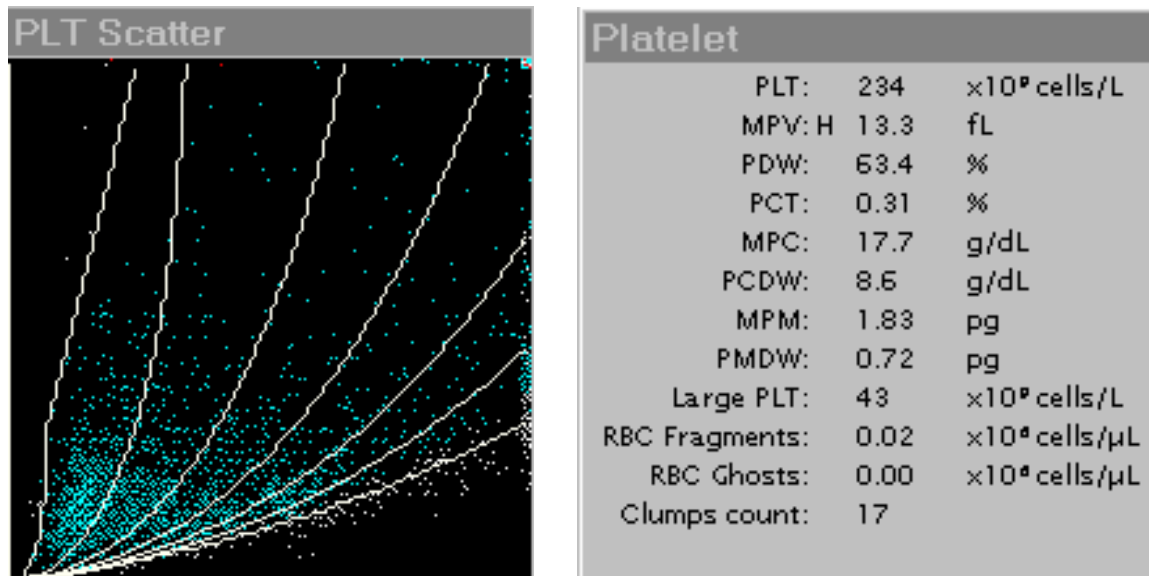 PLT Scatter
Platelet
PLT: 234 ×10⁹ cells/L
MPV: H 13.3 fL
PDW: 63.4 %
PCT: 0.31 %
MPC: 17.7 g/dL
PCDW: 8.6 g/dL
MPM: 1.83 pg
PMDW: 0.72 pg
Large PLT: 43 ×10⁹ cells/L
RBC Fragments: 0.02 ×10⁶ cells/µL
RBC Ghosts: 0.00 ×10⁶ cells/µL
Clumps count: 17